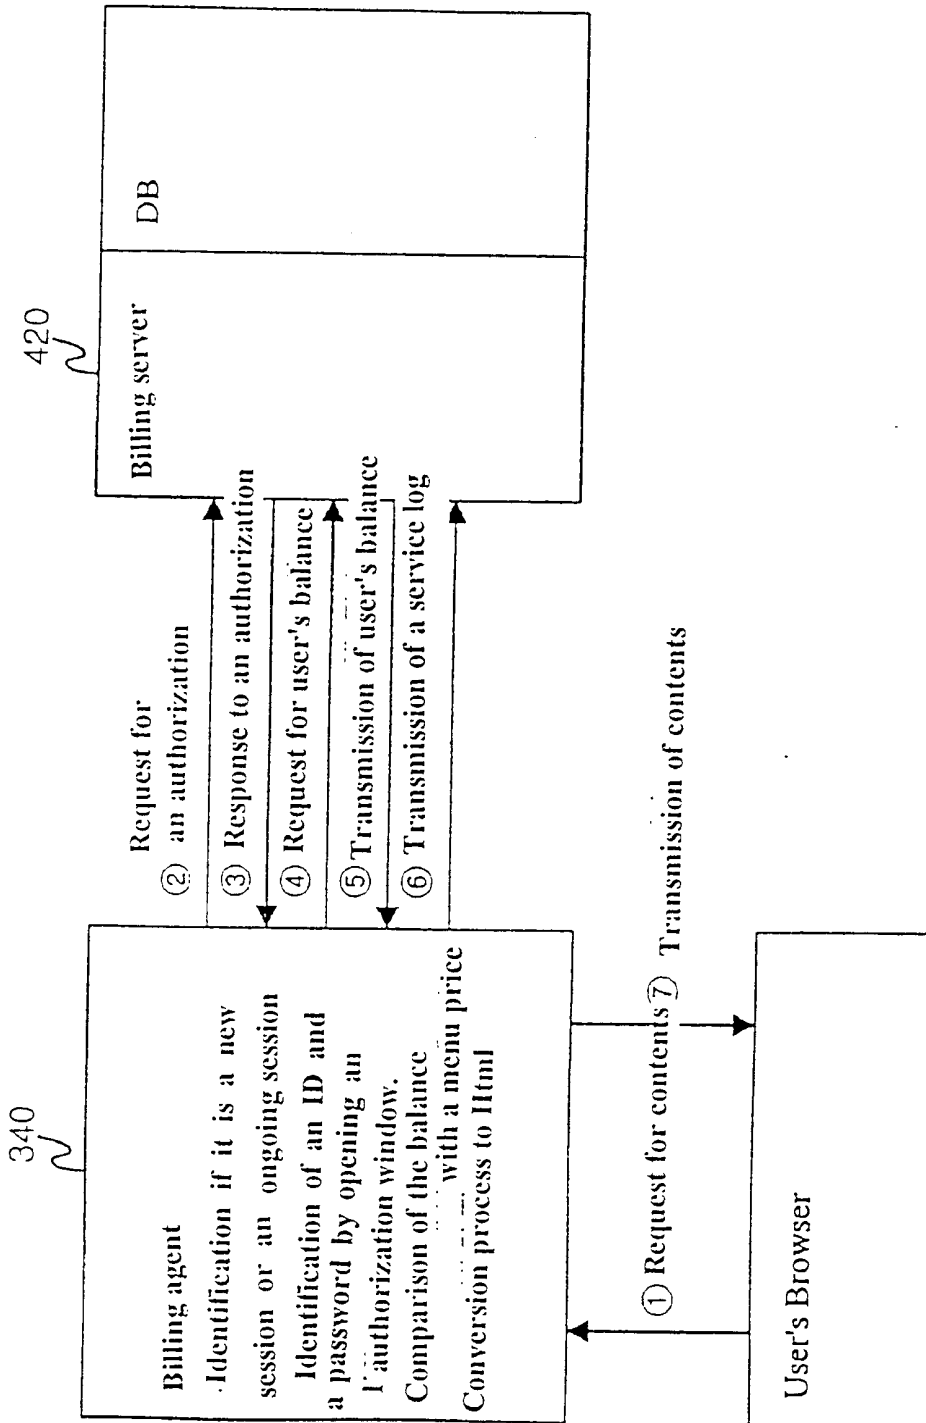 340
Billing agent
Identification if it is a new
session or an ongoing session
Identification of an ID and
a password by opening an
authorization window.
Comparison of the balance
with a menu price
Conversion process to Html
Request for
② an authorization
③ Response to an authorization
④ Request for user's balance
⑤ Transmission of user's balance
⑥ Transmission of a service log
420
Billing server
DB
① Request for contents
⑦ Transmission of contents
User's Browser